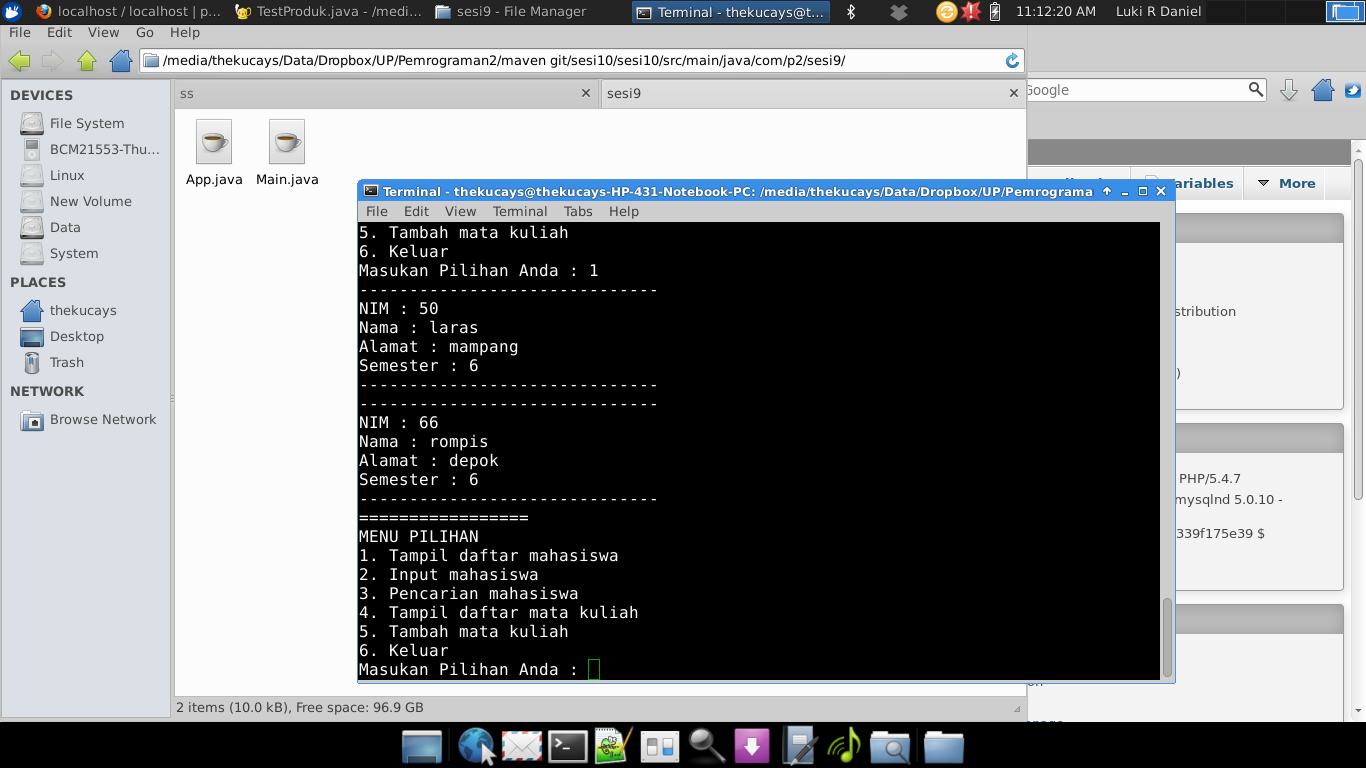 localhost / localhost | p...
TestProduk.java - /medi...
sesi9 - File Manager
Terminal - thekucays@t...
11:12:20 AM
Luki R Daniel
File Edit View Go Help
/media/thekucays/Data/Dropbox/UP/Pemrograman2/maven git/sesi10/sesi10/src/main/java/com/p2/sesi9/
Google
DEVICES
File System
BCM21553-Thu...
Linux
New Volume
Data
System
PLACES
thekucays
Desktop
Trash
NETWORK
Browse Network
ss
sesi9
App.java
Main.java
Terminal - thekucays@thekucays-HP-431-Notebook-PC: /media/thekucays/Data/Dropbox/UP/Pemrograma
File Edit View Terminal Tabs Help
5. Tambah mata kuliah
6. Keluar
Masukan Pilihan Anda : 1
------------------------------
NIM : 50
Nama : laras
Alamat : mampang
Semester : 6
------------------------------
------------------------------
NIM : 66
Nama : rompis
Alamat : depok
Semester : 6
------------------------------
=================
MENU PILIHAN
1. Tampil daftar mahasiswa
2. Input mahasiswa
3. Pencarian mahasiswa
4. Tampil daftar mata kuliah
5. Tambah mata kuliah
6. Keluar
Masukan Pilihan Anda :
2 items (10.0 kB), Free space: 96.9 GB
ariables
More
stribution
)
PHP/5.4.7
mysqlnd 5.0.10 -
339f175e39 $